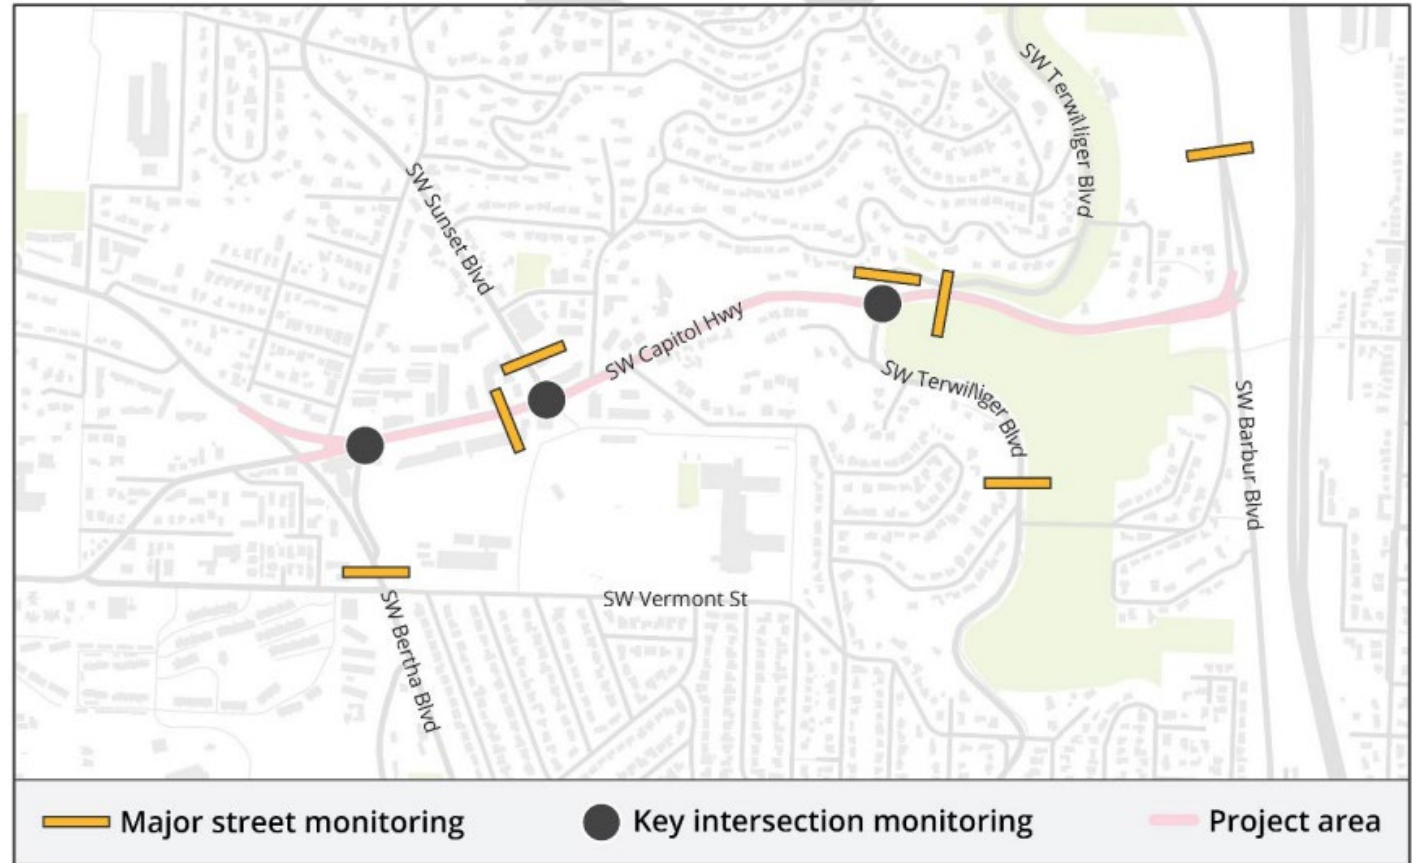 SW Terwilliger Blvd
SW Sunset Blvd
SW Capitol Hwy
SW Terwilliger Blvd
SW Barbur Blvd
SW Vermont St
SW Bertha Blvd
Major street monitoring
Key intersection monitoring
Project area